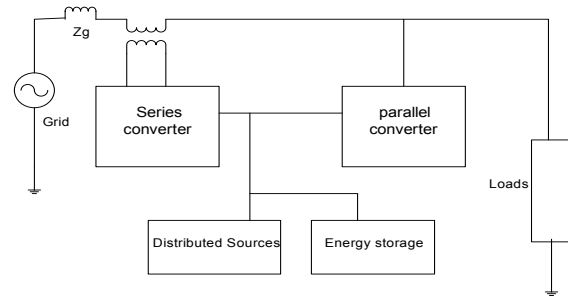 Zg
Grid
Series
converter
parallel
converter
Loads
Distributed Sources
Energy storage